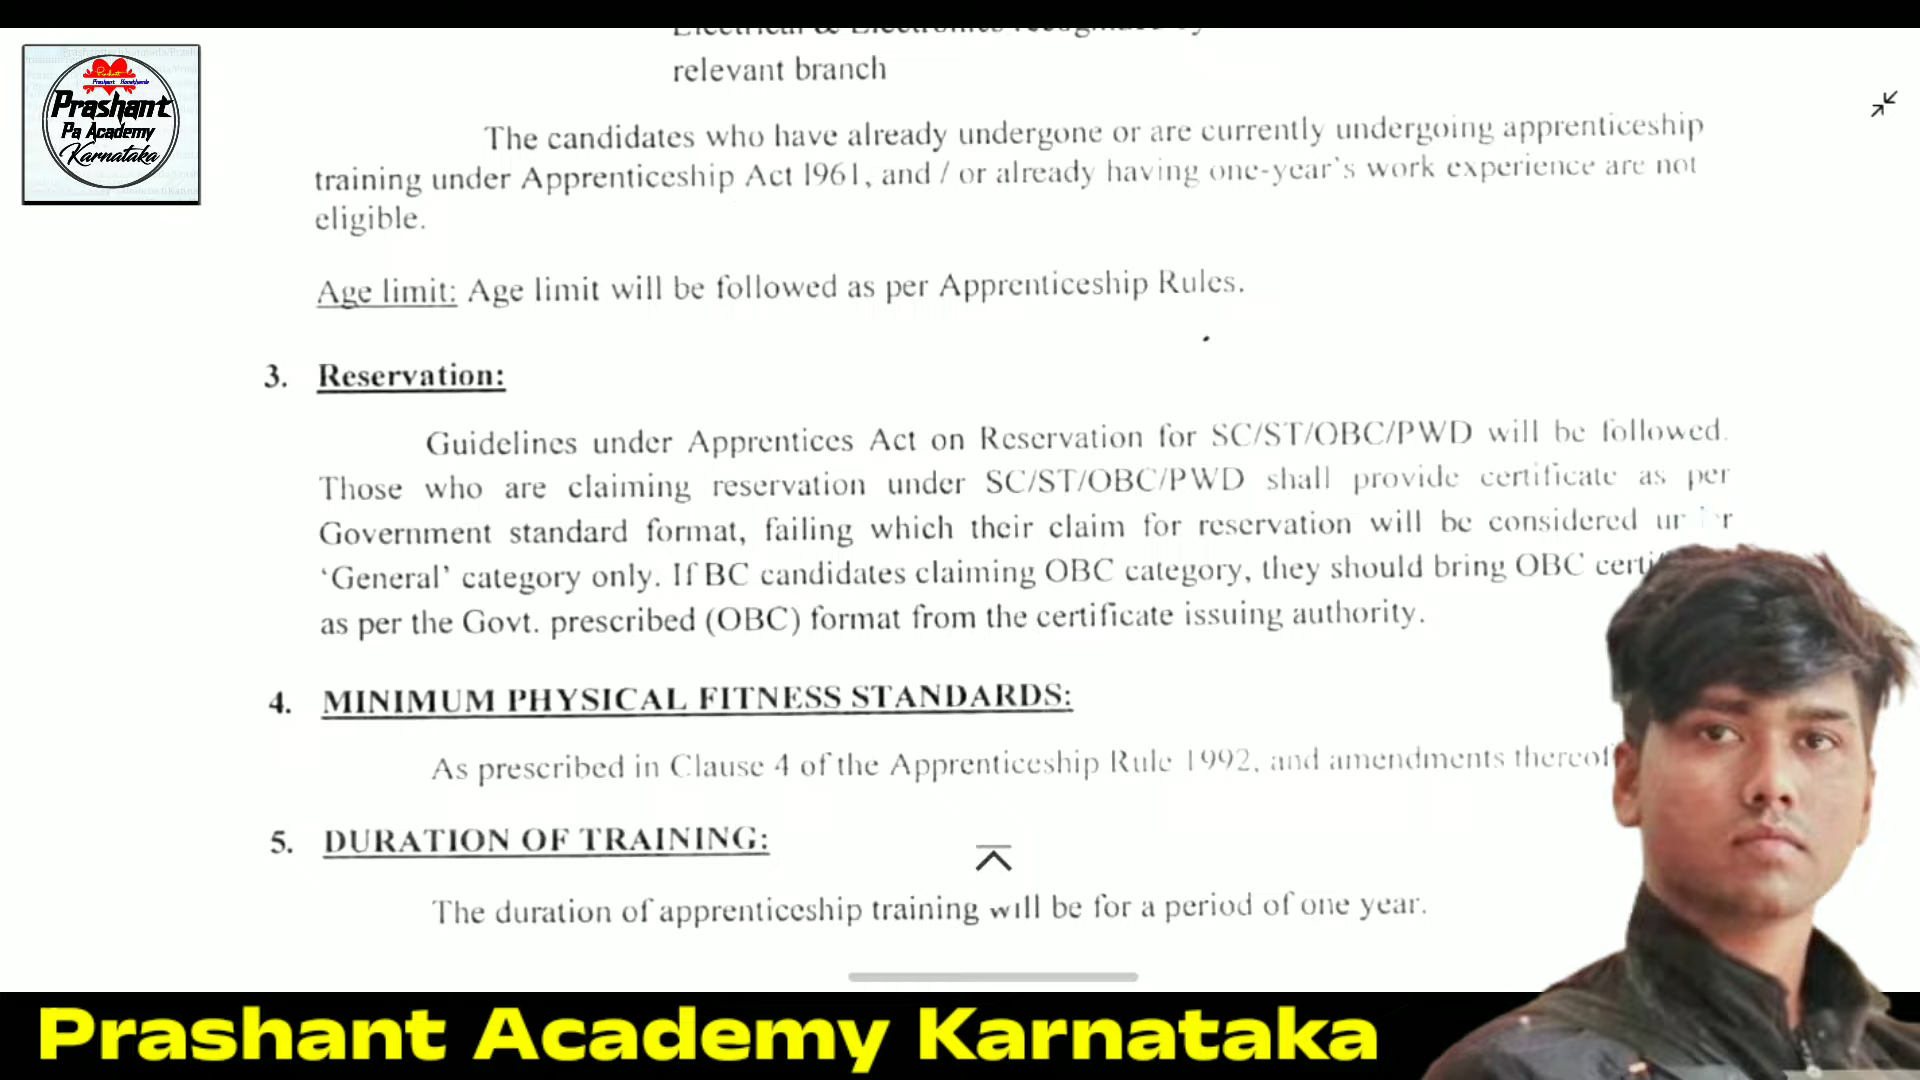 Prashant
Pa Academy
Karnataka
relevant branch
The candidates who have already undergone or are currently undergoing apprenticeship
training under Apprenticeship Act 1961, and / or already having one-year's work experience are not
eligible.
Age limit: Age limit will be followed as per Apprenticeship Rules.
3. Reservation:
Guidelines under Apprentices Act on Reservation for SC/ST/OBC/PWD will be followed.
Those who are claiming reservation under SC/ST/OBC/PWD shall provide certificate as per
Government standard format, failing which their claim for reservation will be considered
'General' category only. If BC candidates claiming OBC category, they should bring OBC
as per the Govt. prescribed (OBC) format from the certificate issuing authority.
4. MINIMUM PHYSICAL FITNESS STANDARDS:
As prescribed in Clause 4 of the Apprenticeship Rule 1992, and amendments thereof
5. DURATION OF TRAINING:
The duration of apprenticeship training will be for a period of one year.
Prashant Academy Karnataka